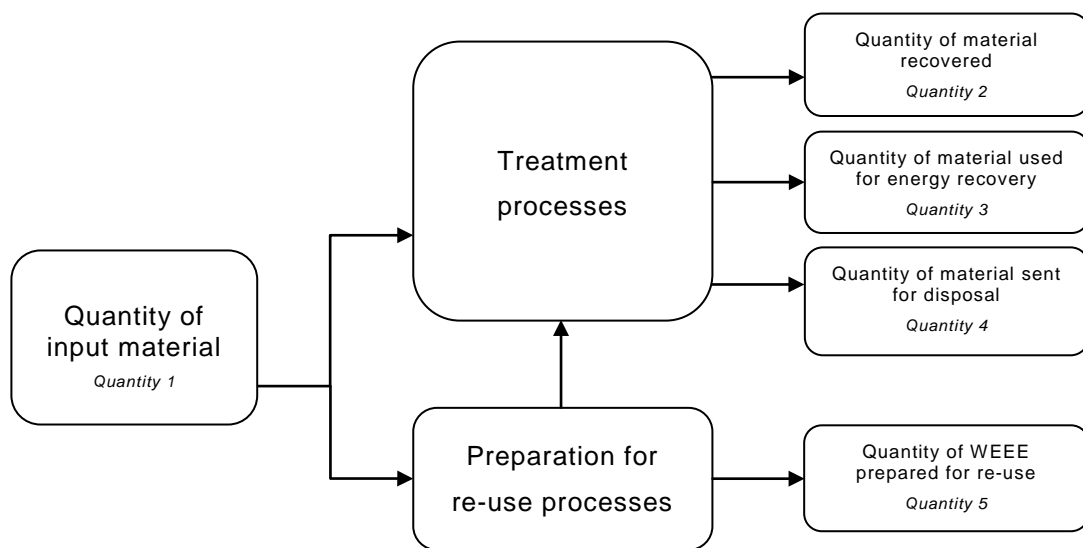 Quantity of
input material
Quantity 1
Treatment
processes
Preparation for
re-use processes
Quantity of material
recovered
Quantity 2
Quantity of material used
for energy recovery
Quantity 3
Quantity of material sent
for disposal
Quantity 4
Quantity of WEEE
prepared for re-use
Quantity 5